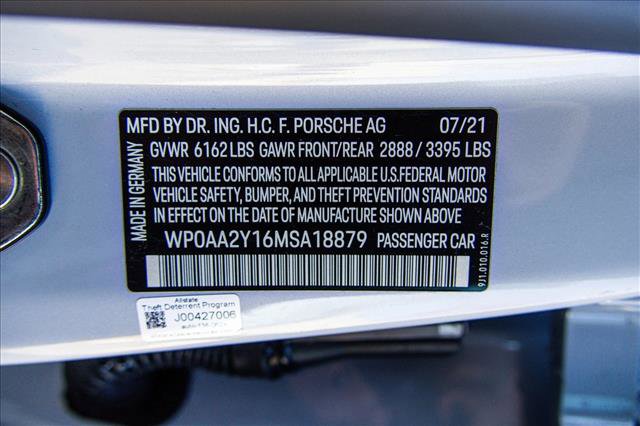 MFD BY DR. ING. H.C. F. PORSCHE AG 07/21
GVWR 6162 LBS GAWR FRONT/REAR 2888 / 3395 LBS
THIS VEHICLE CONFORMS TO ALL APPLICABLE U.S.FEDERAL MOTOR
VEHICLE SAFETY, BUMPER, AND THEFT PREVENTION STANDARDS
IN EFFECT ON THE DATE OF MANUFACTURE SHOWN ABOVE
WP0AA2Y16MSA18879 PASSENGER CAR
MADE IN GERMANY
9J1.010.016.R
Allstate
Theft Deterrent Program
J00427006